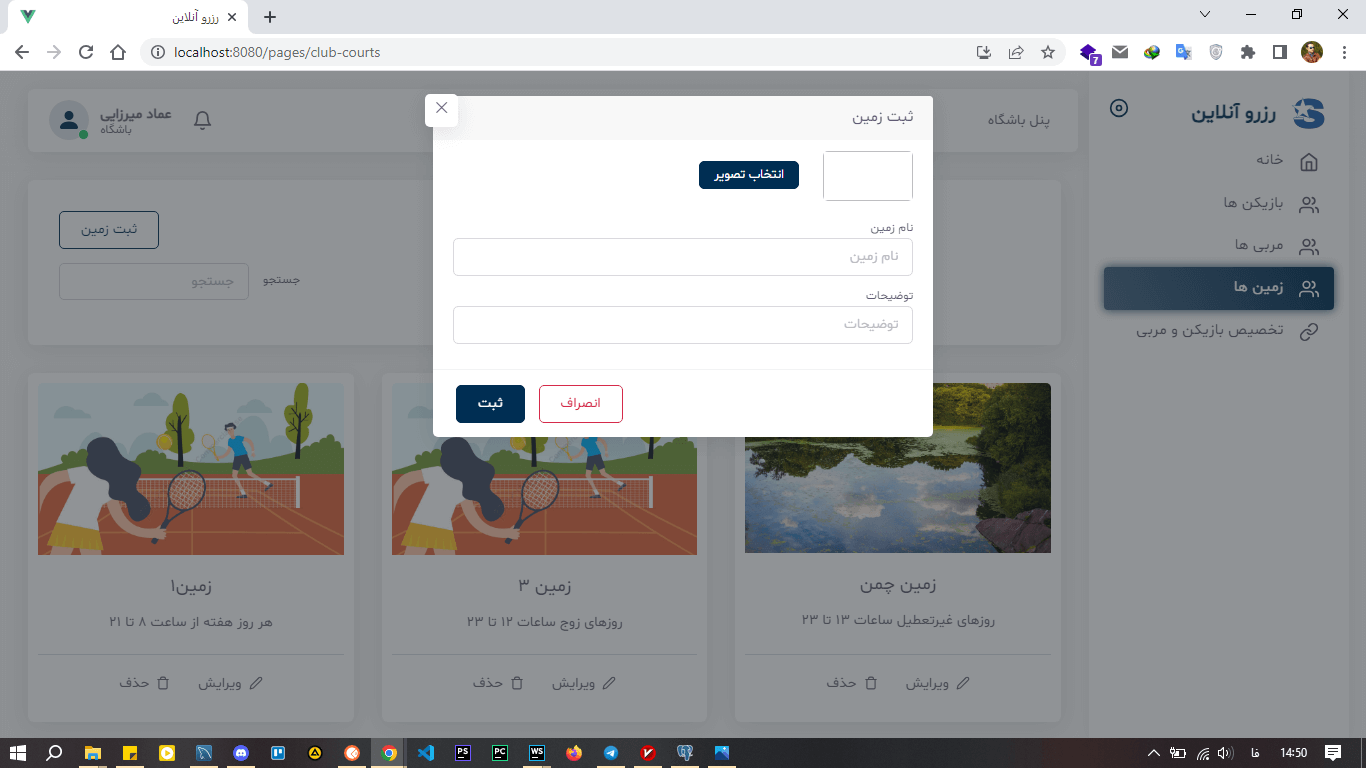 رزرو آنلاین
localhost:8080/pages/club-courts
7
رزرو آنلاین
خانه
بازیکن ها
مربی ها
زمین ها
تخصیص بازیکن و مربی
پنل باشگاه
عماد میرزایی
باشگاه
ثبت زمین
جستجو
جستجو
ثبت زمین
انتخاب تصویر
نام زمین
نام زمین
توضیحات
توضیحات
انصراف
ثبت
زمین چمن
روزهای غیرتعطیل ساعات ۱۳ تا ۲۳
ویرایش
حذف
زمین ۳
روزهای زوج ساعات ۱۲ تا ۲۳
ویرایش
حذف
زمین۱
هر روز هفته از ساعت ۸ تا ۲۱
ویرایش
حذف
PS
PC
WS
فا
14:50